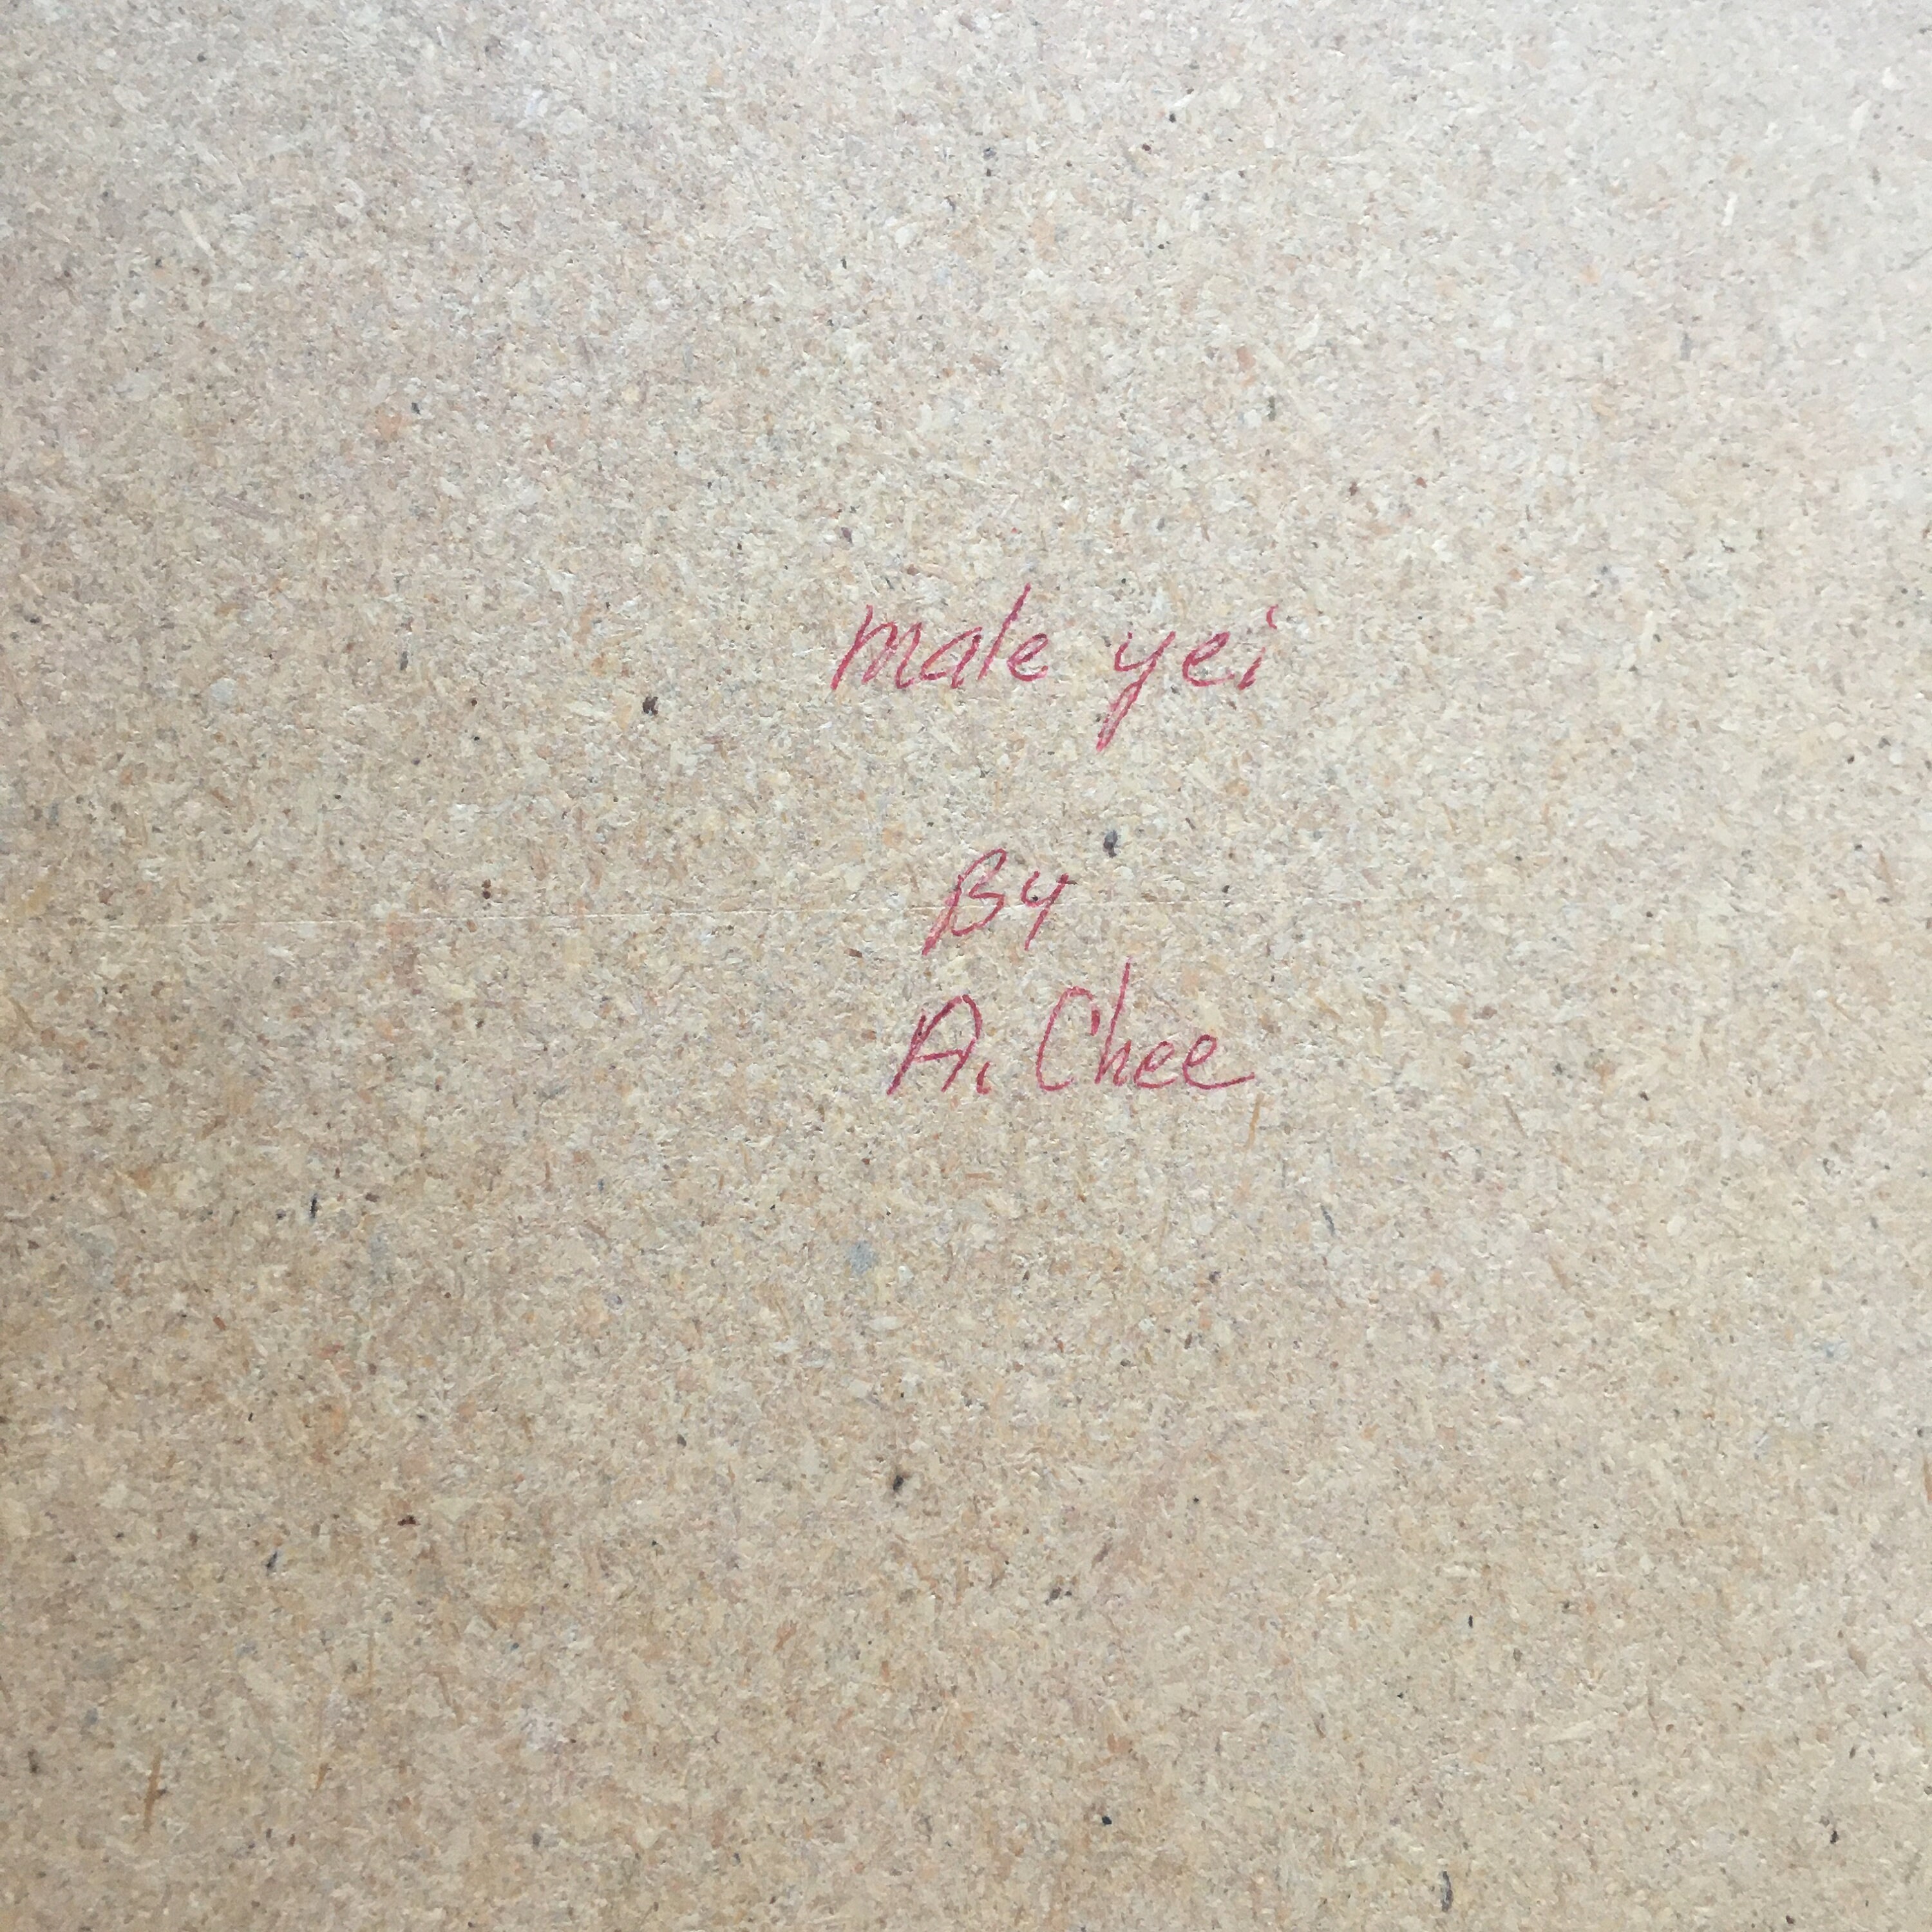 male yei
By
A. Chee